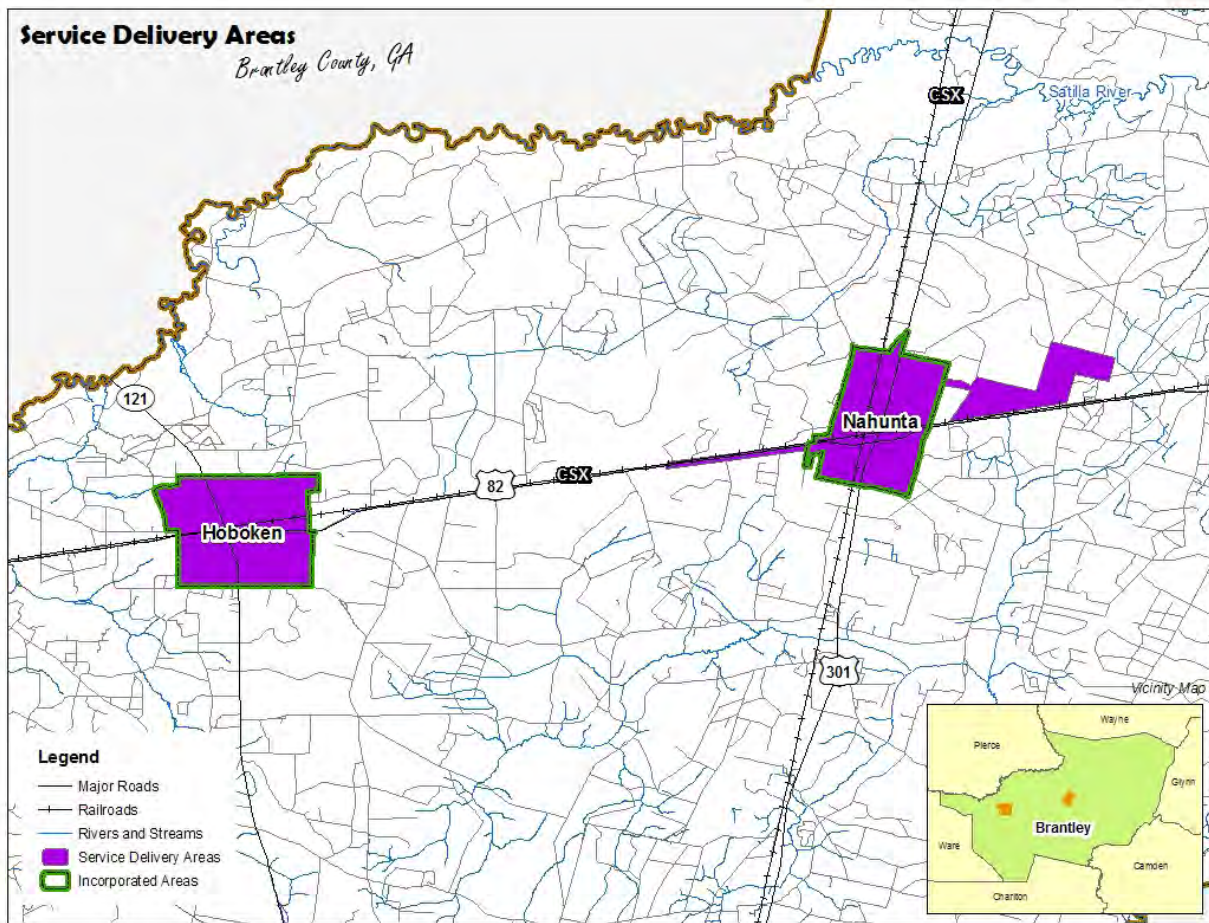 Service Delivery Areas
Brantley County, GA
CSX
Satilla River
121
Nahunta
CSX
82
Hoboken
301
Vicinity Map
Legend
Major Roads
Railroads
Rivers and Streams
Service Delivery Areas
Incorporated Areas
Wayne
Pierce
Glynn
Brantley
Ware
Camden
Charlton